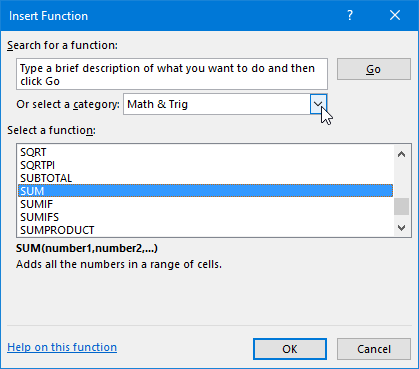 Insert Function
?
Search for a function:
Type a brief description of what you want to do and then
click Go
Go
Or select a category: Math & Trig
Select a function:
SQRT
SQRTPI
SUBTOTAL
SUM
SUMIF
SUMIFS
SUMPRODUCT
SUM(number1,number2,...)
Adds all the numbers in a range of cells.
Help on this function
OK
Cancel